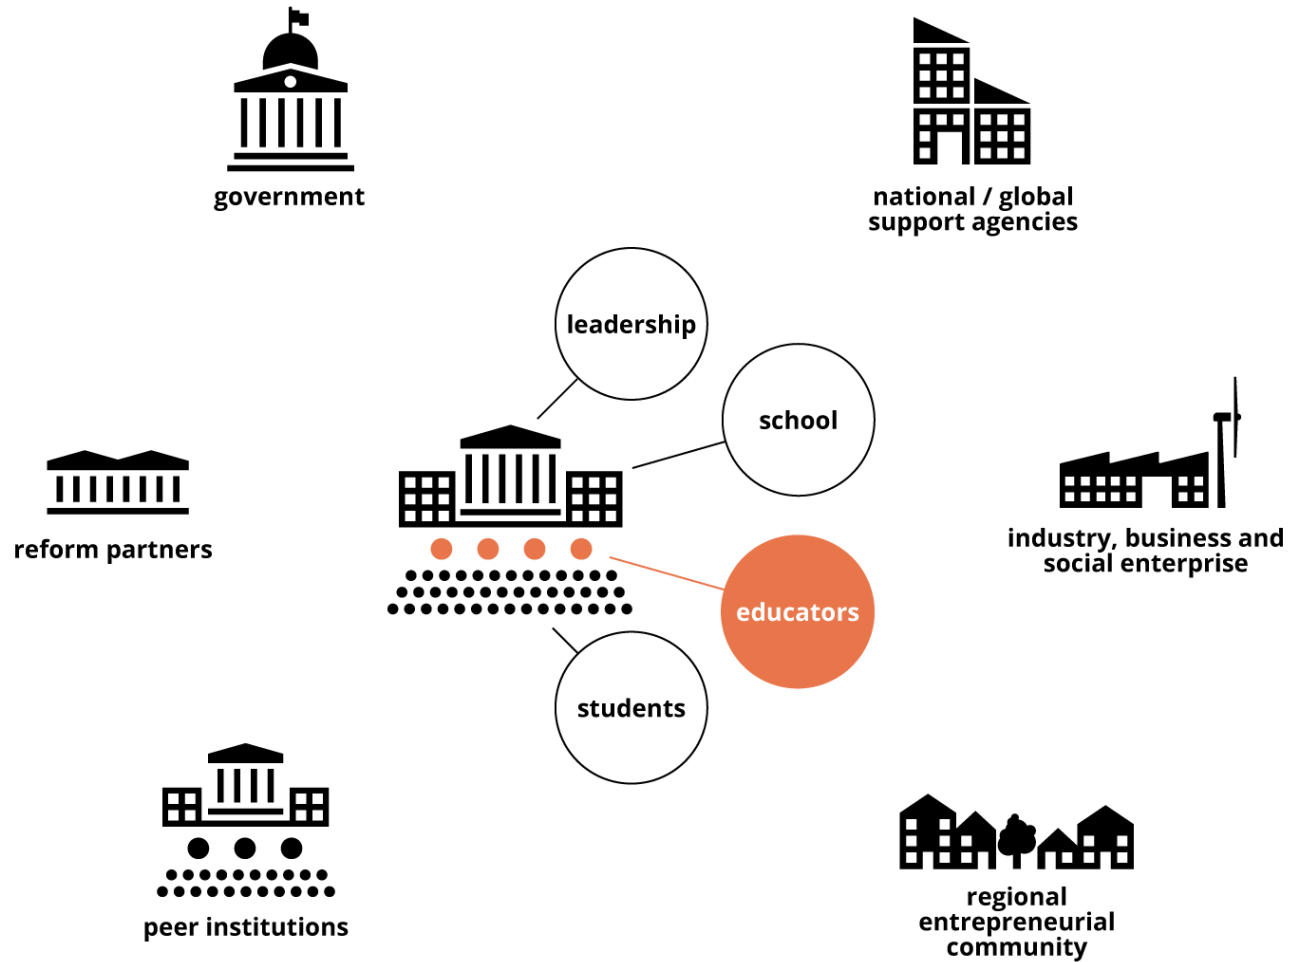 government
national / global
support agencies
leadership
school
reform partners
industry, business and
social enterprise
educators
students
peer institutions
regional
entrepreneurial
community